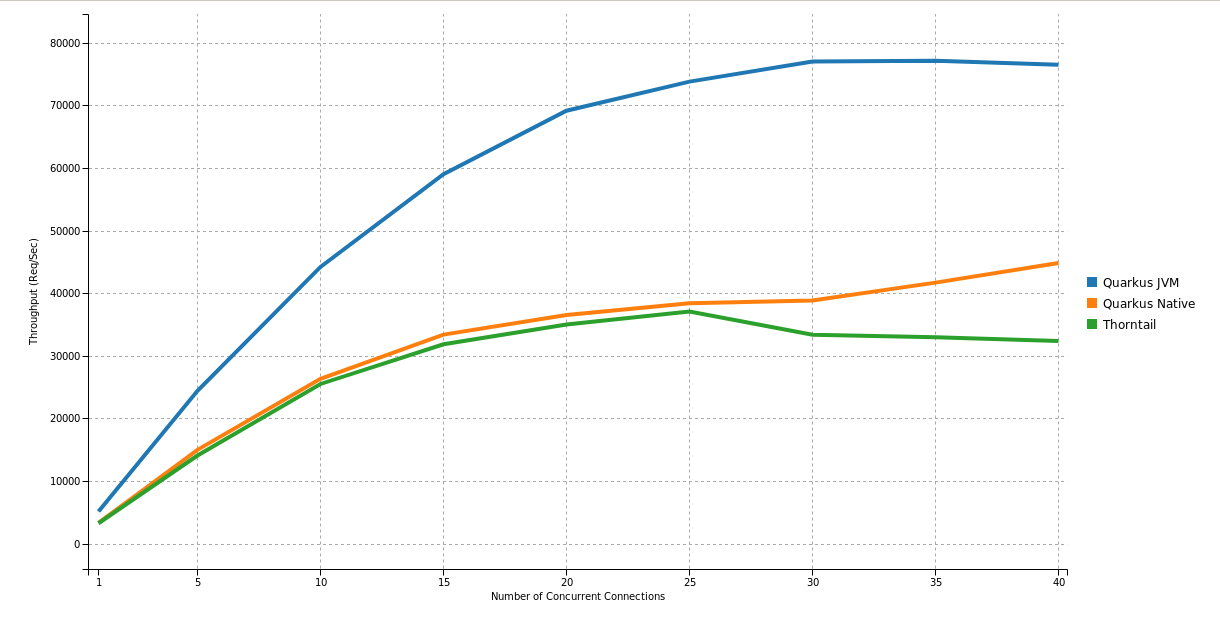 80000
70000
60000
50000
40000
30000
20000
10000
0
Throughput (Req/Sec)
1 5 10 15 20 25 30 35 40
Number of Concurrent Connections
Quarkus JVM
Quarkus Native
Thorntail